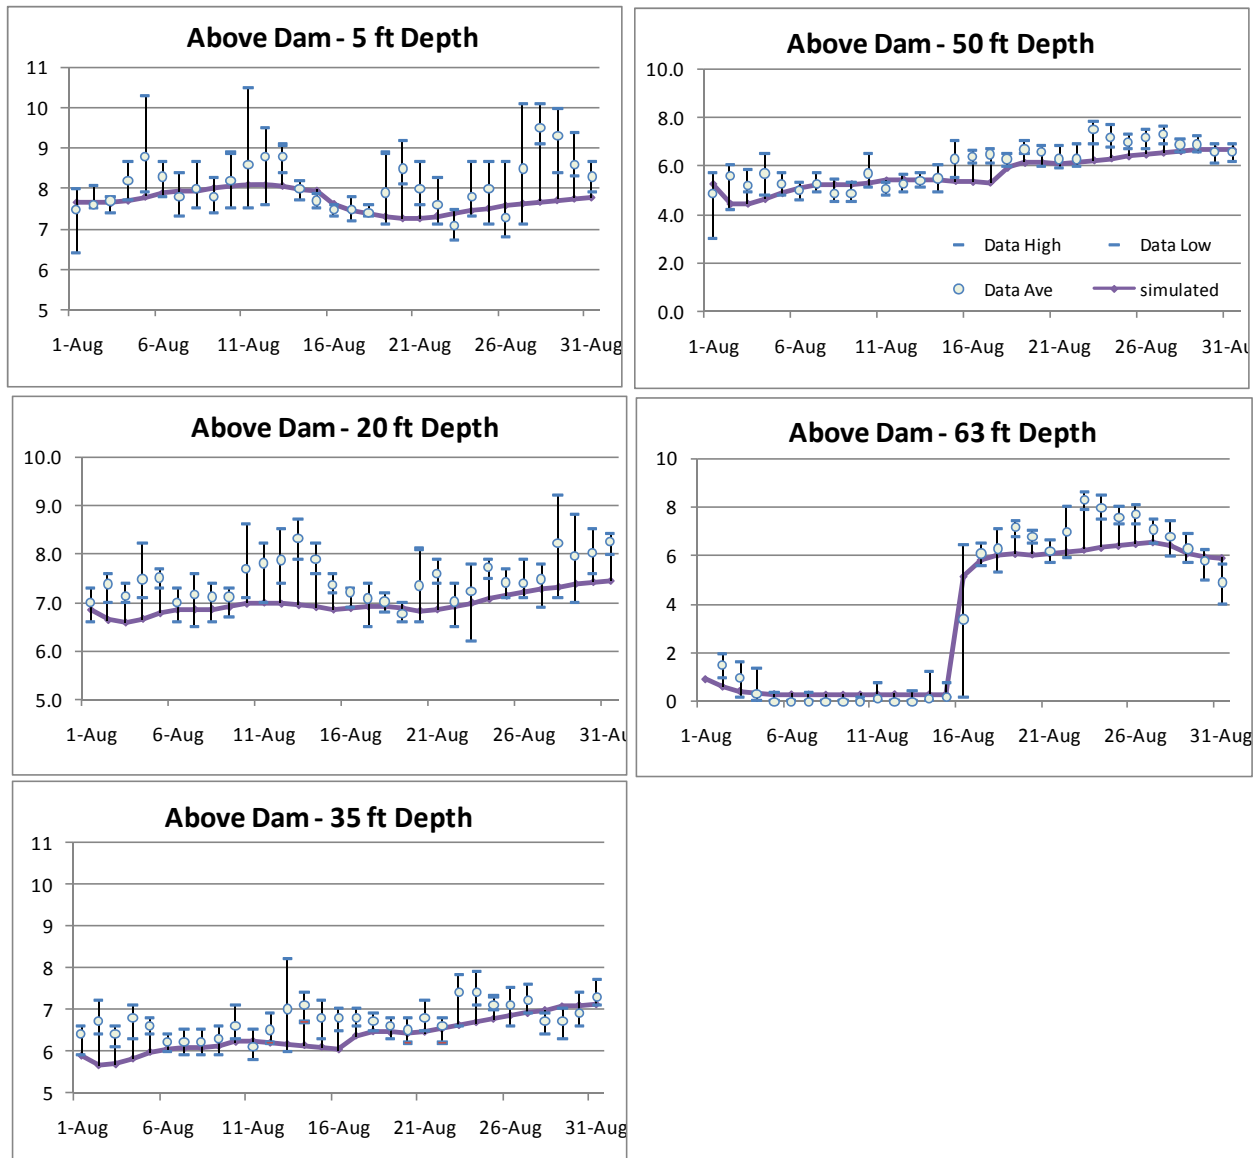 Above Dam - 5 ft Depth
11
10
9
8
7
6
5
1-Aug 6-Aug 11-Aug 16-Aug 21-Aug 26-Aug 31-Aug
Above Dam - 50 ft Depth
10.0
8.0
6.0
4.0
2.0
0.0
Data High Data Low
Data Ave simulated
1-Aug 6-Aug 11-Aug 16-Aug 21-Aug 26-Aug 31-Au
Above Dam - 20 ft Depth
10.0
9.0
8.0
7.0
6.0
5.0
1-Aug 6-Aug 11-Aug 16-Aug 21-Aug 26-Aug 31-Au
Above Dam - 63 ft Depth
10
8
6
4
2
0
1-Aug 6-Aug 11-Aug 16-Aug 21-Aug 26-Aug 31-Aug
Above Dam - 35 ft Depth
11
10
9
8
7
6
5
1-Aug 6-Aug 11-Aug 16-Aug 21-Aug 26-Aug 31-Aug